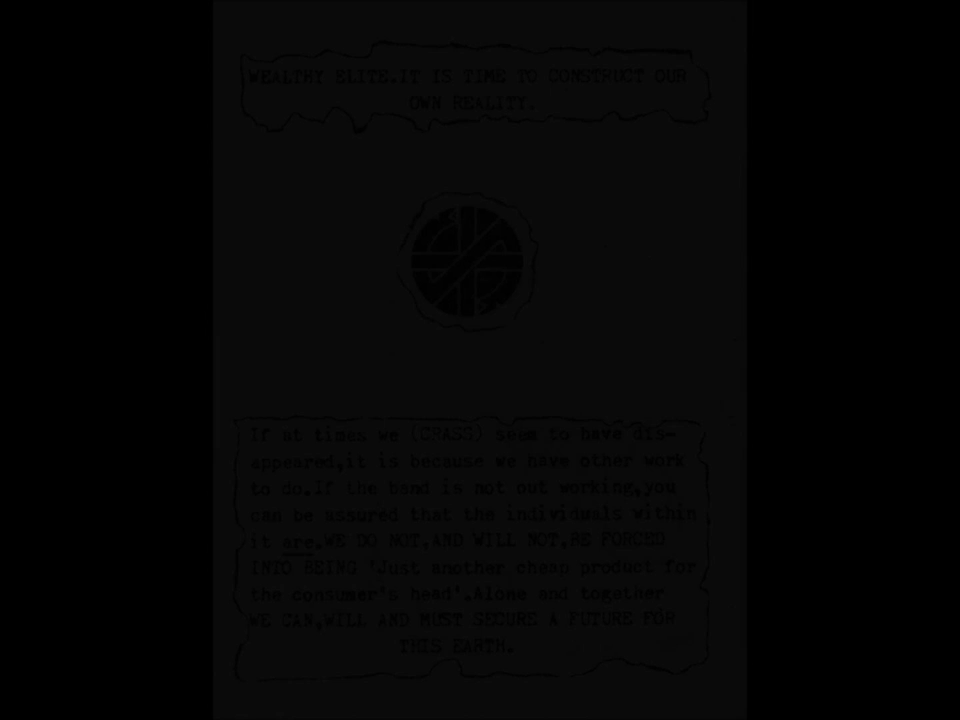 WEALTHY ELITE.IT IS TIME TO CONSTRUCT OUR
OWN REALITY.
If at times we (CRASS) seem to have dis-
appeared,it is because we have other work
to do.If the band is not out working,you
can be assured that the individuals within
it are.WE DO NOT,AND WILL NOT,BE FORCED
INTO BEING 'Just another cheap product for
the consumer's head'.Alone and together
WE CAN,WILL AND MUST SECURE A FUTURE FOR
THIS EARTH.